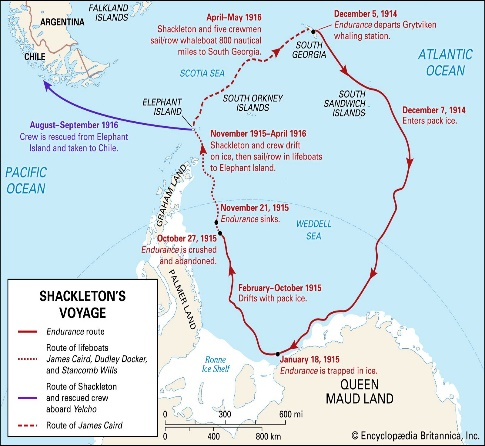 FALKLAND
ISLANDS
ARGENTINA
CHILE
April–May 1916
Shackleton and five crewmen
sail/row whaleboat 800 nautical
miles to South Georgia.
December 5, 1914
Endurance departs Grytviken
whaling station.
SOUTH
GEORGIA
ATLANTIC
OCEAN
SCOTIA SEA
SOUTH ORKNEY
ISLANDS
SOUTH
SANDWICH
ISLANDS
December 7, 1914
Enters pack ice.
ELEPHANT
ISLAND
August–September 1916
Crew is rescued from Elephant
Island and taken to Chile.
November 1915–April 1916
Shackleton and crew drift
on ice, then sail/row in lifeboats
to Elephant Island.
PACIFIC
OCEAN
GRAHAM LAND
November 21, 1915
Endurance sinks.
WEDDELL
SEA
October 27, 1915
Endurance is crushed
and abandoned.
PALMER LAND
February–October 1915
Drifts with pack ice.
SHACKLETON'S
VOYAGE
Endurance route
Route of lifeboats
James Caird, Dudley Docker,
and Stancomb Wills
Route of Shackleton
and rescued crew
aboard Yelcho
Route of James Caird
Ronne
Ice Shelf
January 18, 1915
Endurance is trapped in ice.
QUEEN
MAUD LAND
0 200 400 600 mi
0 400 800 km
© Encyclopædia Britannica, Inc.